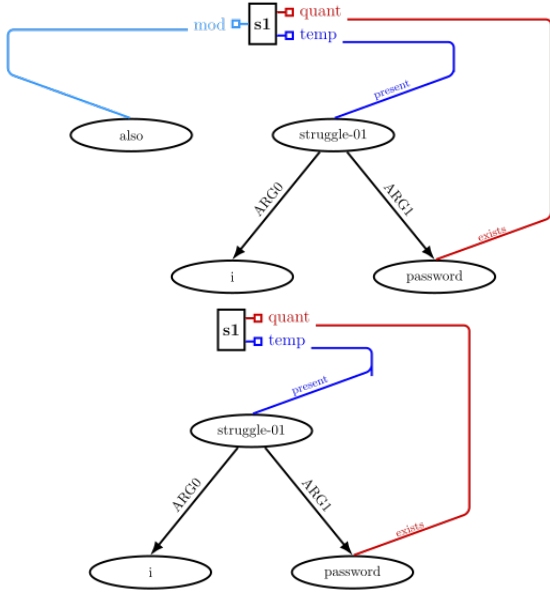 quant
mod s1
temp
present
also struggle-01
ARG0 ARG1
exists
i password
quant
s1
temp
present
struggle-01
ARG0 ARG1
exists
i password